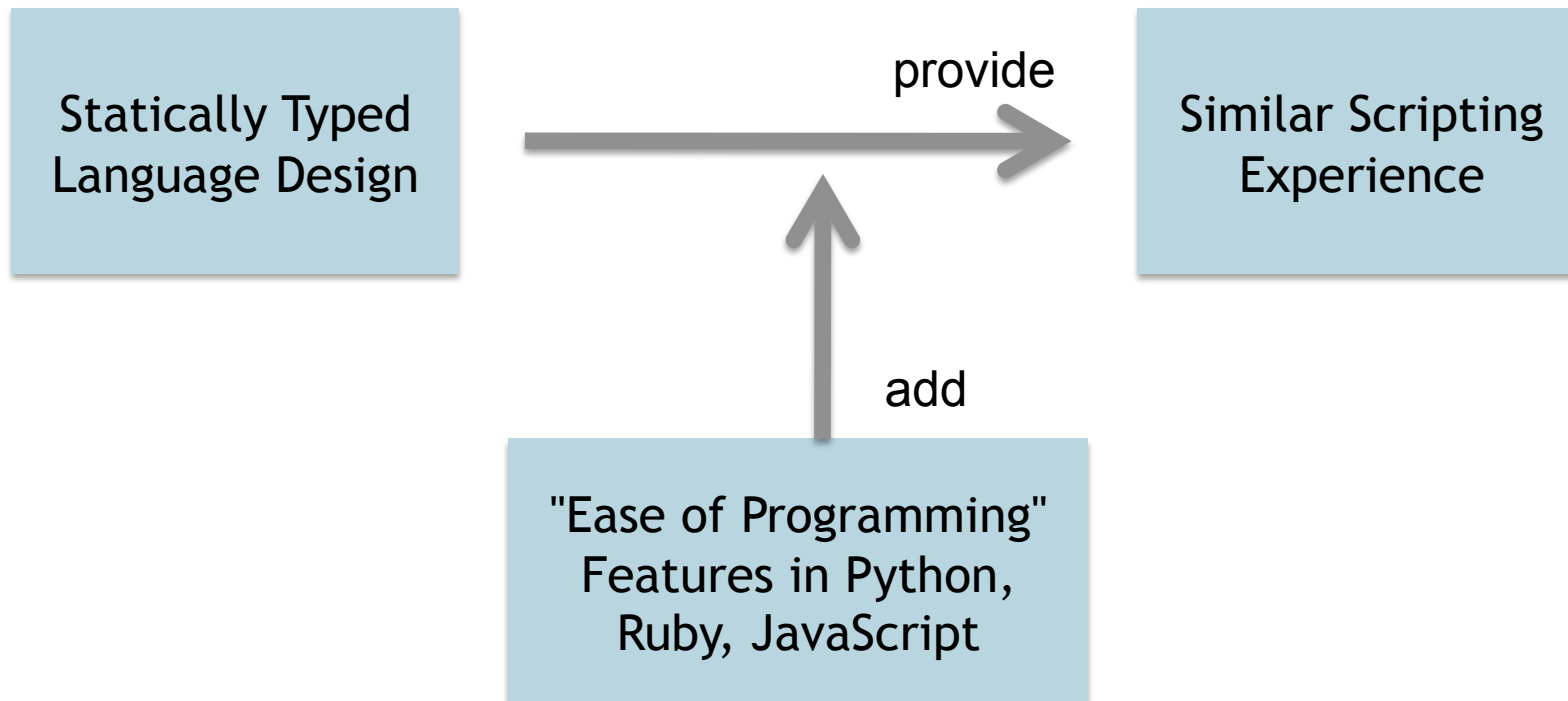 Statically Typed
Language Design
provide
Similar Scripting
Experience
add
"Ease of Programming"
Features in Python,
Ruby, JavaScript